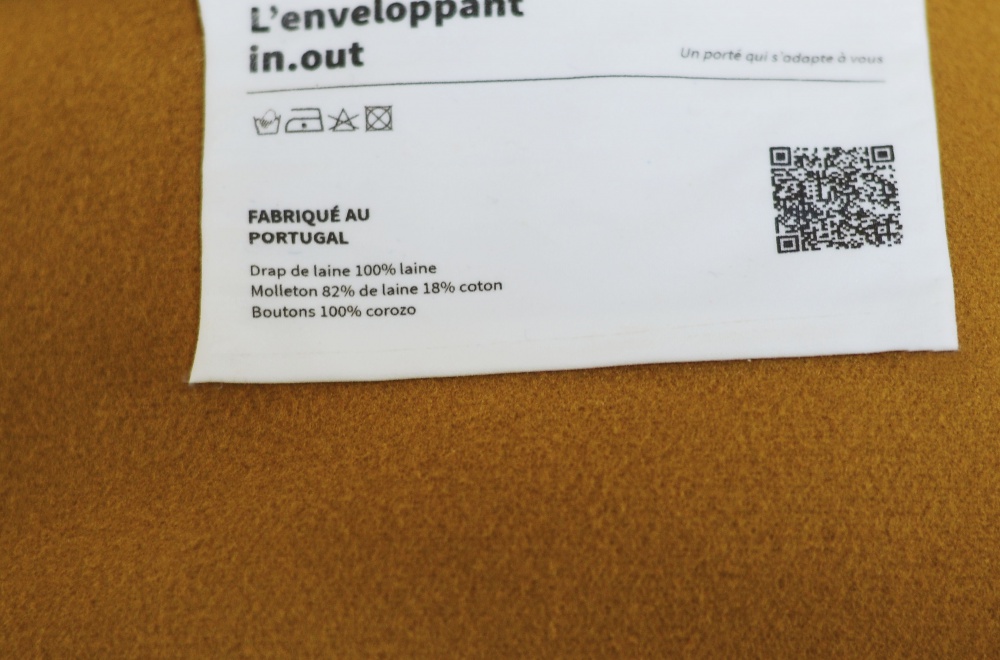 L'enveloppant
in.out
Un porté qui s'adapte à vous
FABRIQUÉ AU
PORTUGAL
Drap de laine 100% laine
Molleton 82% de laine 18% coton
Boutons 100% corozo